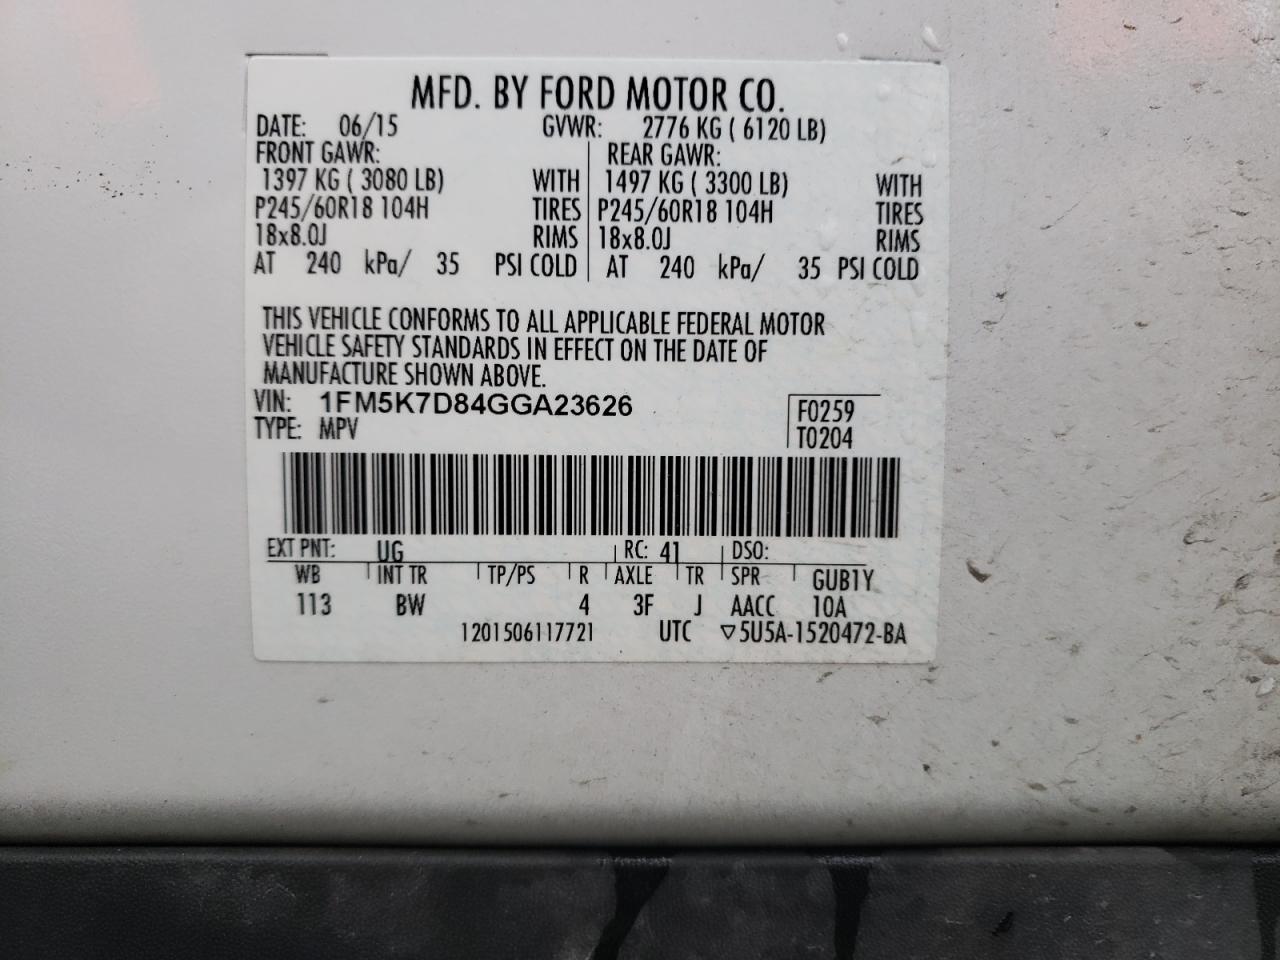 MFD. BY FORD MOTOR CO.
DATE: 06/15 GVWR: 2776 KG ( 6120 LB)
FRONT GAWR: REAR GAWR:
1397 KG ( 3080 LB) WITH 1497 KG ( 3300 LB) WITH
P245/60R18 104H TIRES P245/60R18 104H TIRES
18x8.0J RIMS 18x8.0J RIMS
AT 240 kPa/ 35 PSI COLD AT 240 kPa/ 35 PSI COLD
THIS VEHICLE CONFORMS TO ALL APPLICABLE FEDERAL MOTOR
VEHICLE SAFETY STANDARDS IN EFFECT ON THE DATE OF
MANUFACTURE SHOWN ABOVE.
VIN: 1FM5K7D84GGA23626 F0259
TYPE: MPV T0204
EXT PNT: UG RC: 41 DSO:
WB INT TR TP/PS R AXLE TR SPR GUB1Y
113 BW 4 3F J AACC 10A
1201506117721 UTC ▽5U5A-1520472-BA